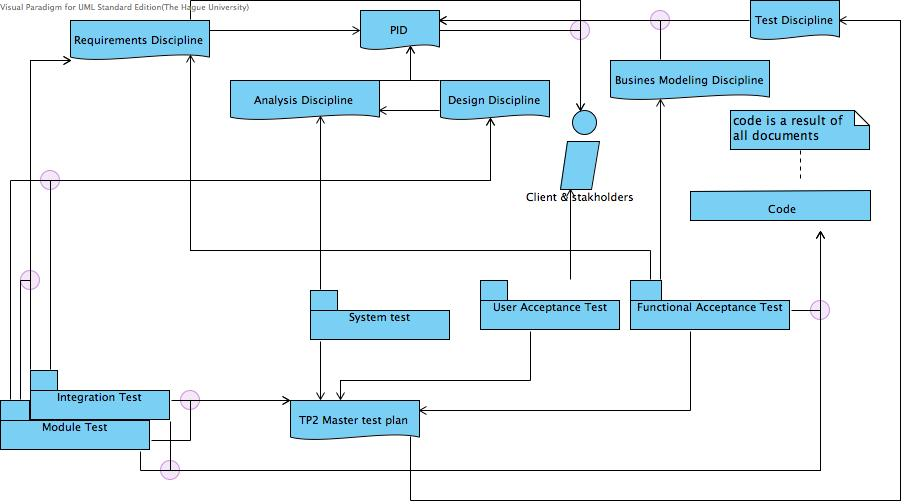 Visual Paradigm for UML Standard Edition(The Hague University)
Requirements Discipline
PID
Test Discipline
Busines Modeling Discipline
Analysis Discipline
Design Discipline
code is a result of
all documents
Client & stakholders
Code
System test
User Acceptance Test
Functional Acceptance Test
Integration Test
Module Test
TP2 Master test plan